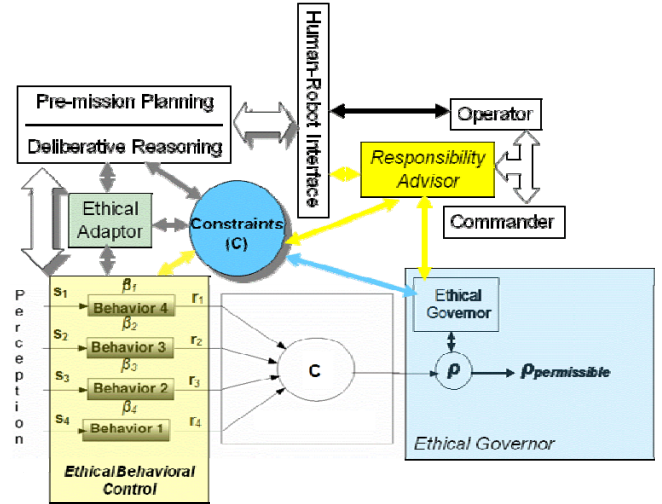 Human-Robot Interface
Pre-mission Planning
Deliberative Reasoning
Operator
Responsibility
Advisor
Commander
Ethical
Adaptor
Constraints
(C)
Perception
s1
β1
Behavior 4
r1
s2
β2
Behavior 3
r2
s3
β3
Behavior 2
r3
s4
β4
Behavior 1
r4
Ethical Behavioral
Control
C
Ethical
Governor
ρ
ρpermissible
Ethical Governor